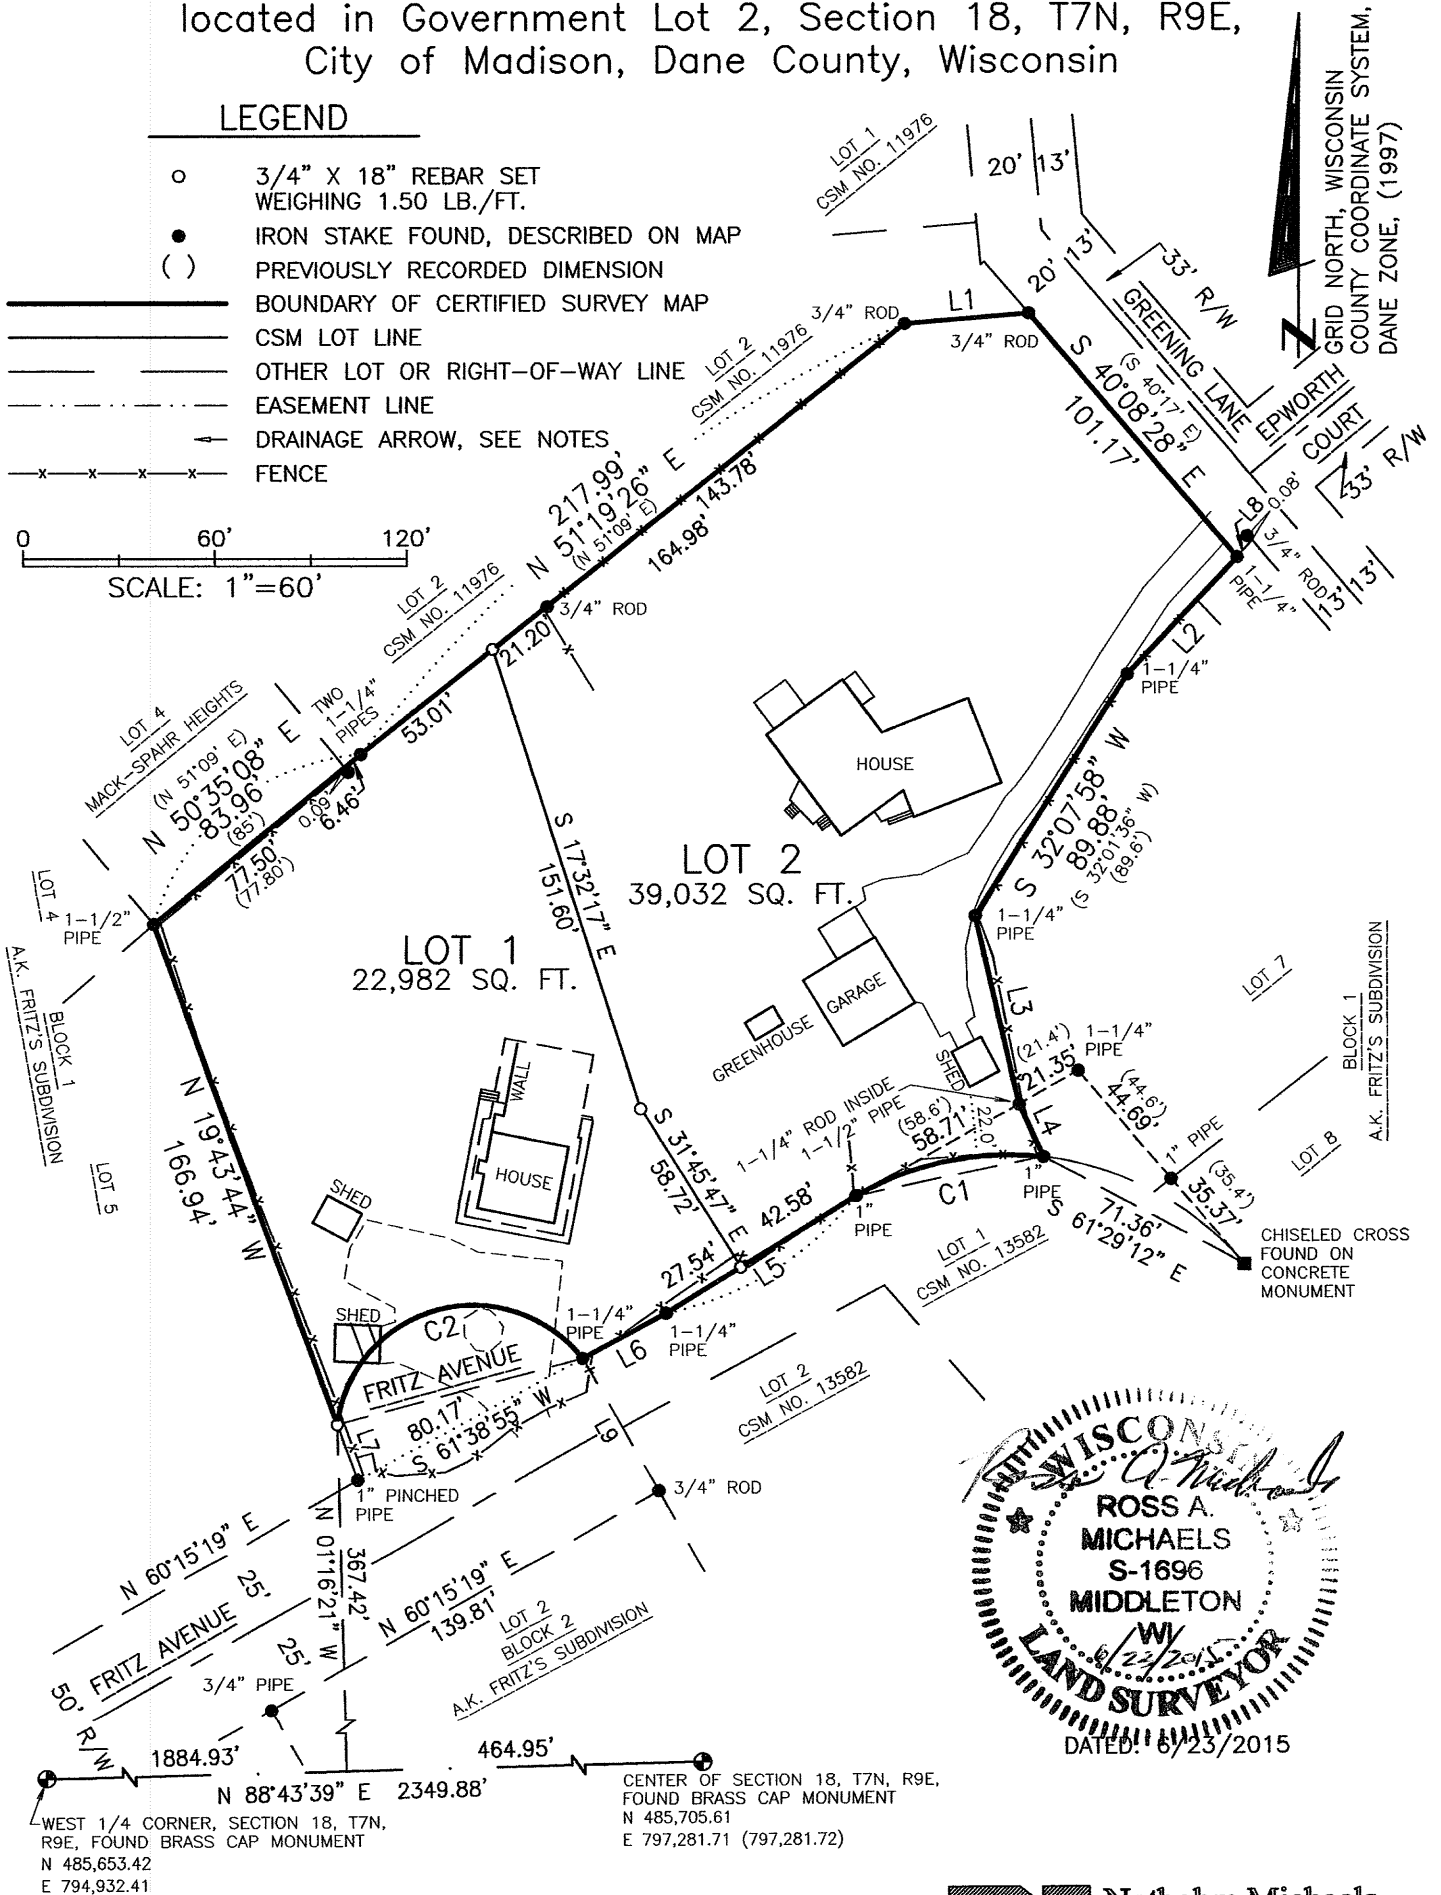 located in Government Lot 2, Section 18, T7N, R9E,
City of Madison, Dane County, Wisconsin
LEGEND
3/4" X 18" REBAR SET
WEIGHING 1.50 LB./FT.
IRON STAKE FOUND, DESCRIBED ON MAP
( ) PREVIOUSLY RECORDED DIMENSION
BOUNDARY OF CERTIFIED SURVEY MAP
CSM LOT LINE
OTHER LOT OR RIGHT-OF-WAY LINE
EASEMENT LINE
DRAINAGE ARROW, SEE NOTES
FENCE
0 60' 120'
SCALE: 1"=60'
GRID NORTH, WISCONSIN
COUNTY COORDINATE SYSTEM,
DANE ZONE, (1997)
N
LOT 1
CSM NO. 11976
20' 13'
20' 13'
33' R/W
GREENING LANE
EPWORTH
COURT
33' R/W
3/4" ROD
L1
3/4" ROD
S 40°08'28" E
(S 40°17' E)
101.17'
L8
0.08'
3/4" ROD
1-1/4"
PIPE
13' 13'
LOT 2
CSM NO. 11976
217.99'
N 51°19'26" E
(N 51°09' E)
143.78'
164.98'
3/4" ROD
21.20'
LOT 2
CSM NO. 11976
53.01'
TWO
1-1/4"
PIPES
LOT 4
MACK-SPAHR HEIGHTS
(N 51°09' E)
N 50°35'08" E
83.96'
(85')
0.09'
6.46'
77.50'
(77.80')
LOT 4
1-1/2"
PIPE
A.K. FRITZ'S SUBDIVISION
BLOCK 1
LOT 5
N 19°43'44" W
166.94'
L2
1-1/4"
PIPE
S 32°07'58" W
89.88'
(S 32°01'36" W)
(89.6')
1-1/4"
PIPE
HOUSE
LOT 2
39,032 SQ. FT.
S 17°32'17" E
151.60'
LOT 1
22,982 SQ. FT.
GARAGE
GREENHOUSE
SHED
L3
(21.4')
21.35'
1-1/4"
PIPE
LOT 7
BLOCK 1
A.K. FRITZ'S SUBDIVISION
(44.6')
44.69'
1" PIPE
LOT 8
(35.4')
35.37'
L4
22.0'
1-1/4" ROD INSIDE
1-1/2" PIPE
(58.6')
58.71'
C1
1"
PIPE
71.36'
S 61°29'12" E
CHISELED CROSS
FOUND ON
CONCRETE
MONUMENT
LOT 1
CSM NO. 13582
1"
PIPE
42.58'
S 31°45'47" E
58.72'
L5
27.54'
1-1/4"
PIPE
1-1/4"
PIPE
L6
WALL
HOUSE
SHED
SHED
C2
FRITZ AVENUE
80.17'
S 61°38'55" W
L7
1" PINCHED
PIPE
LOT 2
CSM NO. 13582
L9
3/4" ROD
N 60°15'19" E
25'
FRITZ AVENUE
25'
50' R/W
367.42'
N 01°16'21" W
N 60°15'19" E
139.81'
LOT 2
BLOCK 2
A.K. FRITZ'S SUBDIVISION
3/4" PIPE
WISCONSIN
ROSS A.
MICHAELS
S-1696
MIDDLETON
WI
6/23/2015
LAND SURVEYOR
DATED: 6/23/2015
1884.93' 464.95'
N 88°43'39" E 2349.88'
WEST 1/4 CORNER, SECTION 18, T7N,
R9E, FOUND BRASS CAP MONUMENT
N 485,653.42
E 794,932.41
CENTER OF SECTION 18, T7N, R9E,
FOUND BRASS CAP MONUMENT
N 485,705.61
E 797,281.71 (797,281.72)